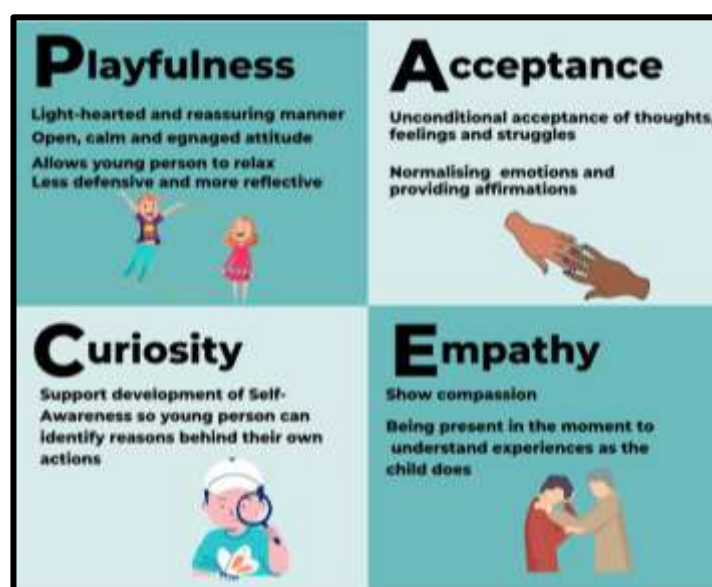 Playfulness
Light-hearted and reassuring manner
Open, calm and egnaged attitude
Allows young person to relax
Less defensive and more reflective
Acceptance
Unconditional acceptance of thoughts,
feelings and struggles
Normalising emotions and
providing affirmations
Curiosity
Support development of Self-
Awareness so young person can
identify reasons behind their own
actions
Empathy
Show compassion
Being present in the moment to
understand experiences as the
child does